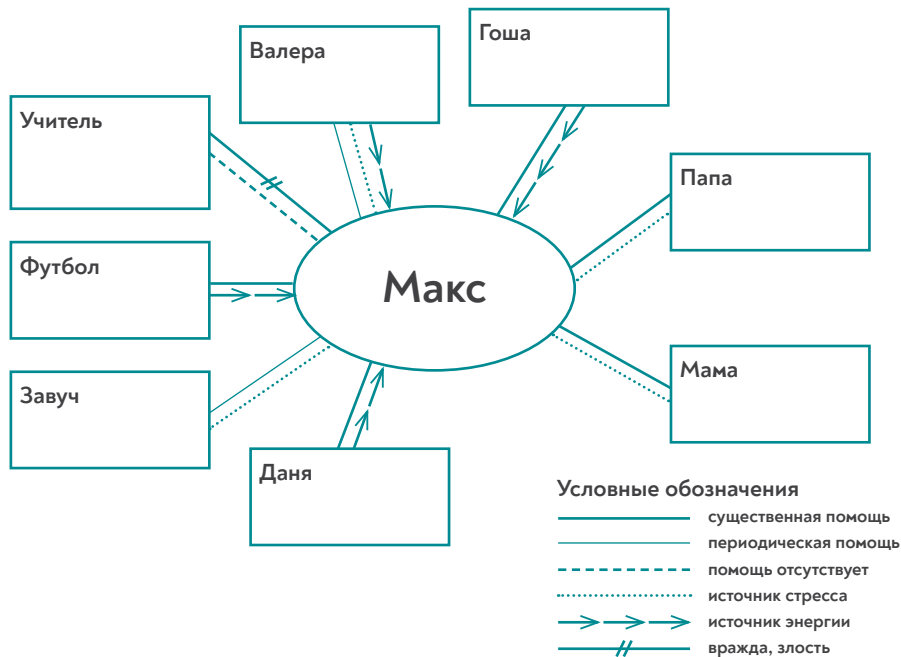 Гоша
Валера
Учитель
Папа
Футбол
Макс
Мама
Завуч
Даня
Условные обозначения
существенная помощь
периодическая помощь
помощь отсутствует
источник стресса
источник энергии
вражда, злость